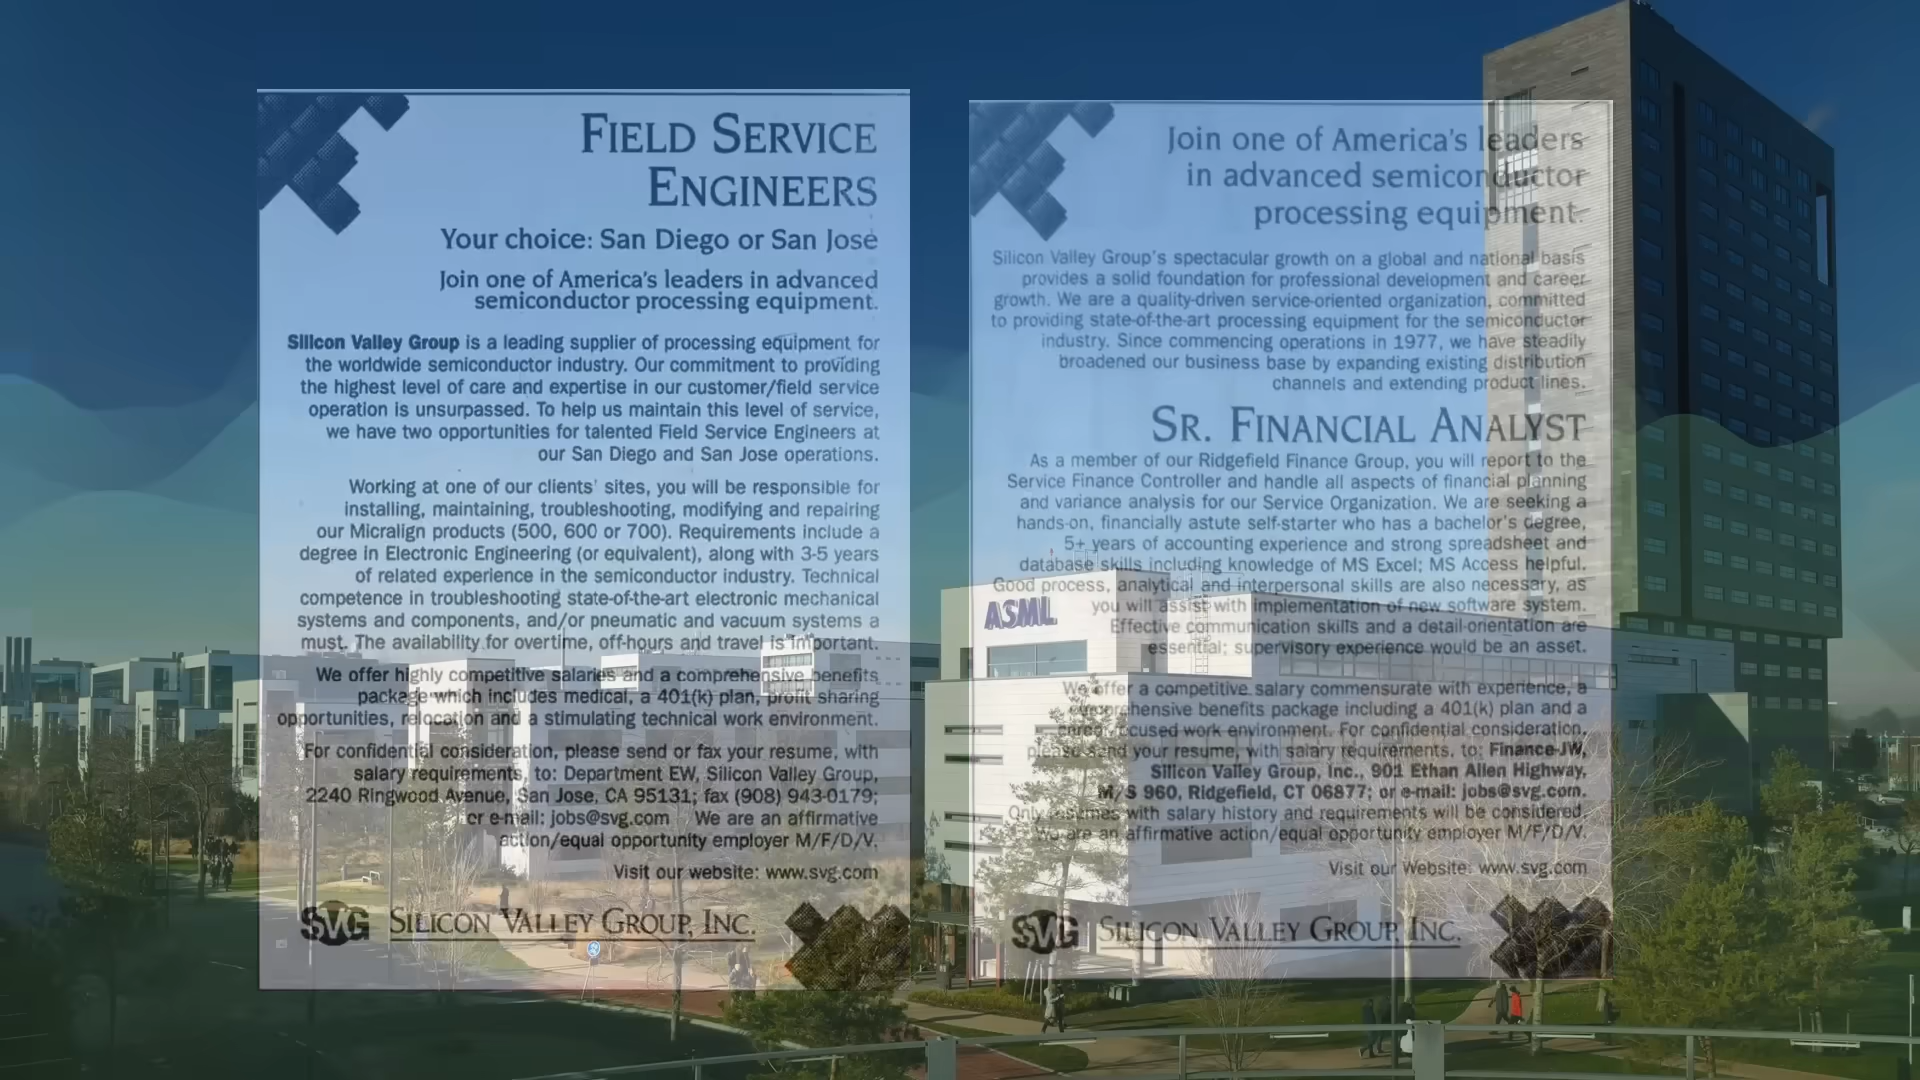 FIELD SERVICE
ENGINEERS
Your choice: San Diego or San Jose
Join one of America's leaders in advanced
semiconductor processing equipment.
Silicon Valley Group is a leading supplier of processing equipment for
the worldwide semiconductor industry. Our commitment to providing
the highest level of care and expertise in our customer/field service
operation is unsurpassed. To help us maintain this level of service,
we have two opportunities for talented Field Service Engineers at
our San Diego and San Jose operations.
Working at one of our clients' sites, you will be responsible for
installing, maintaining, troubleshooting, modifying and repairing
our Micralign products (500, 600 or 700). Requirements include a
degree in Electronic Engineering (or equivalent), along with 3-5 years
of related experience in the semiconductor industry. Technical
competence in troubleshooting state-of-the-art electronic mechanical
systems and components, and/or pneumatic and vacuum systems a
must. The availability for overtime, off-hours and travel is important.
We offer highly competitive salaries and a comprehensive benefits
package which includes medical, a 401(k) plan, profit sharing
opportunities, relocation and a stimulating technical work environment.
For confidential consideration, please send or fax your resume, with
salary requirements, to: Department EW, Silicon Valley Group,
2240 Ringwood Avenue, San Jose, CA 95131; fax (908) 943-0179;
or e-mail: jobs@svg.com We are an affirmative
action/equal opportunity employer M/F/D/V.
Visit our website: www.svg.com
SVG SILICON VALLEY GROUP, INC.
Join one of America's leaders
in advanced semiconductor
processing equipment.
Silicon Valley Group's spectacular growth on a global and national basis
provides a solid foundation for professional development and career
growth. We are a quality-driven service-oriented organization, committed
to providing state-of-the-art processing equipment for the semiconductor
industry. Since commencing operations in 1977, we have steadily
broadened our business base by expanding existing distribution
channels and extending product lines.
SR. FINANCIAL ANALYST
As a member of our Ridgefield Finance Group, you will report to the
Service Finance Controller and handle all aspects of financial planning
and variance analysis for our Service Organization. We are seeking a
hands-on, financially astute self-starter who has a bachelor's degree,
5+ years of accounting experience and strong spreadsheet and
database skills including knowledge of MS Excel; MS Access helpful.
Good process, analytical and interpersonal skills are also necessary, as
you will assist with implementation of new software system.
Effective communication skills and a detail-orientation are
essential; supervisory experience would be an asset.
We offer a competitive salary commensurate with experience, a
comprehensive benefits package including a 401(k) plan and a
career-focused work environment. For confidential consideration,
please send your resume, with salary requirements, to: Finance-JW,
Silicon Valley Group, Inc., 901 Ethan Allen Highway,
M/S 960, Ridgefield, CT 06877; or e-mail: jobs@svg.com.
Only resumes with salary history and requirements will be considered.
We are an affirmative action/equal opportunity employer M/F/D/V.
Visit our Website: www.svg.com
SVG SILICON VALLEY GROUP, INC.
ASML